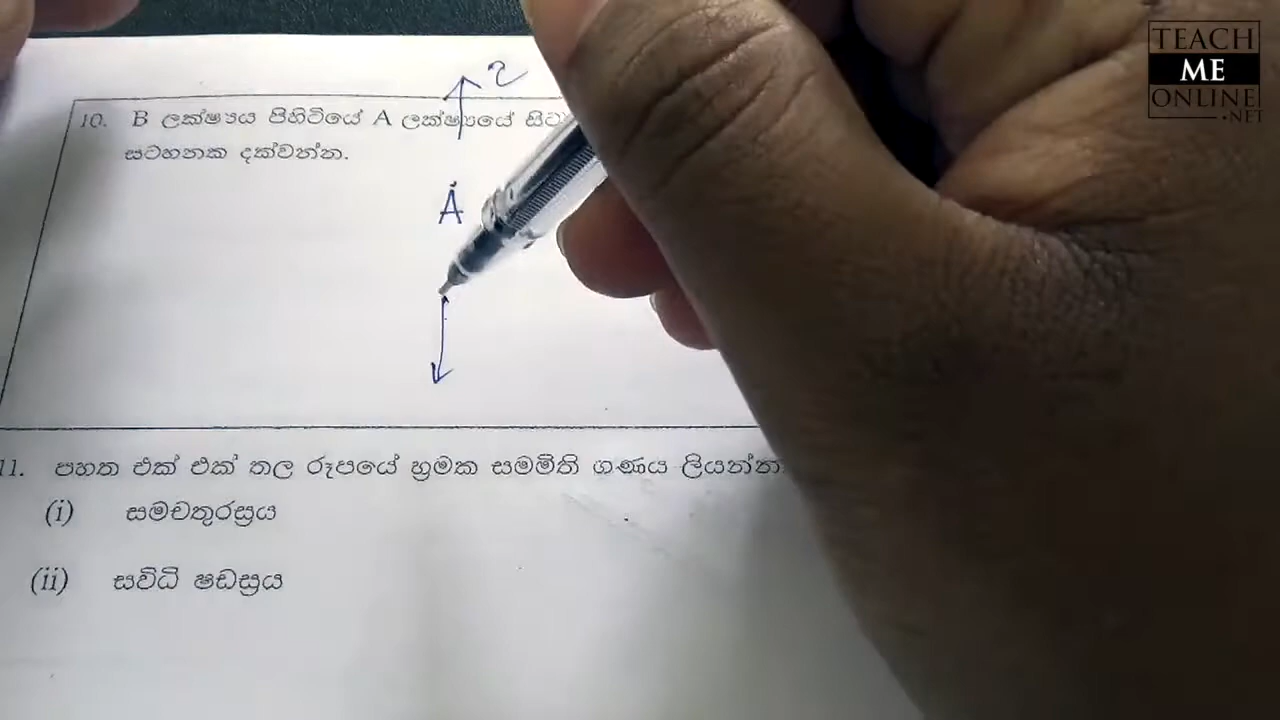 TEACH
ME
ONLINE
.NET
උ
10. B ලක්ෂ්‍යය පිහිටියේ A ලක්ෂ්‍යයේ සිට
සටහනක දක්වන්න.
A
11. පහත එක් එක් තල රූපයේ භ්‍රමක සමමිති ගණය ලියන්න.
(i) සමචතුරස්‍රය
(ii) සවිධි ෂඩස්‍රය